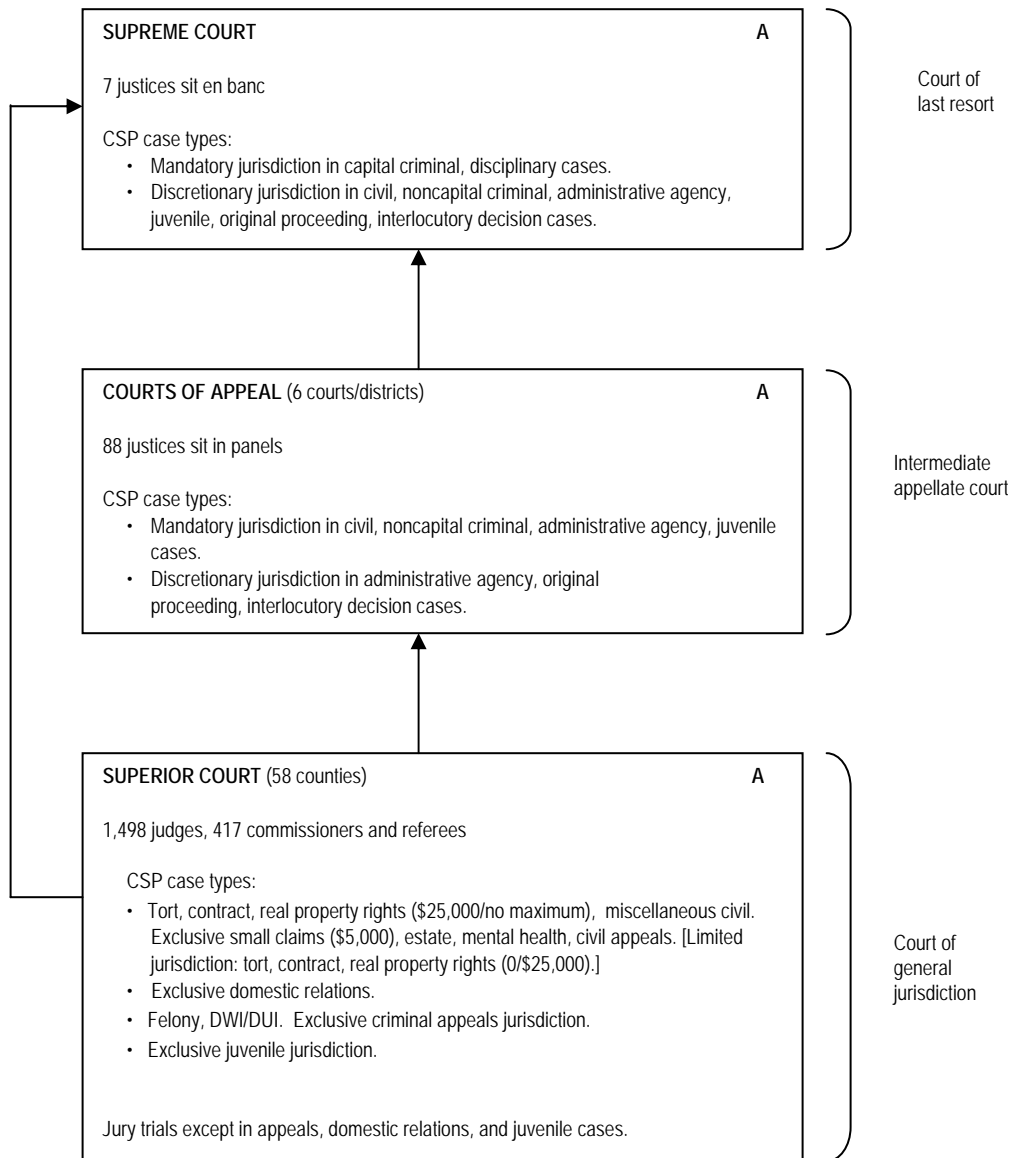 SUPREME COURT A
7 justices sit en banc
CSP case types:
• Mandatory jurisdiction in capital criminal, disciplinary cases.
• Discretionary jurisdiction in civil, noncapital criminal, administrative agency,
juvenile, original proceeding, interlocutory decision cases.
Court of
last resort
COURTS OF APPEAL (6 courts/districts) A
88 justices sit in panels
CSP case types:
• Mandatory jurisdiction in civil, noncapital criminal, administrative agency, juvenile
cases.
• Discretionary jurisdiction in administrative agency, original
proceeding, interlocutory decision cases.
Intermediate
appellate court
SUPERIOR COURT (58 counties) A
1,498 judges, 417 commissioners and referees
CSP case types:
• Tort, contract, real property rights ($25,000/no maximum), miscellaneous civil.
Exclusive small claims ($5,000), estate, mental health, civil appeals. [Limited
jurisdiction: tort, contract, real property rights (0/$25,000).]
• Exclusive domestic relations.
• Felony, DWI/DUI. Exclusive criminal appeals jurisdiction.
• Exclusive juvenile jurisdiction.
Jury trials except in appeals, domestic relations, and juvenile cases.
Court of
general
jurisdiction